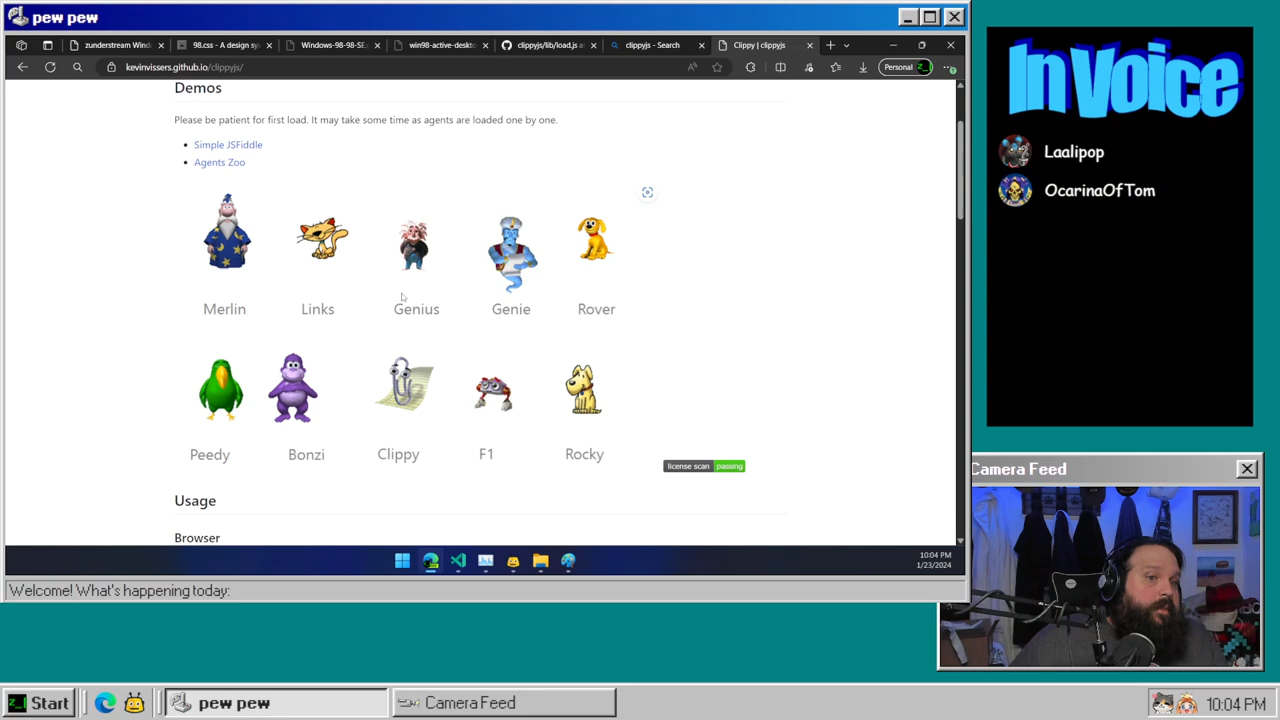 pew pew
zunderstream Wind
98.css - A design sy
Windows-98-98-SE
win98-active-deskto
clippyjs/lib/load.js a
clippyjs - Search
Clippy | clippyjs
kevinvissers.github.io/clippyjs/
Personal
Demos
Please be patient for first load. It may take some time as agents are loaded one by one.
Simple JSFiddle
Agents Zoo
Merlin
Links
Genius
Genie
Rover
Peedy
Bonzi
Clippy
F1
Rocky
license scan passing
Usage
Browser
10:04 PM
1/23/2024
Welcome! What's happening today:
In Voice
Laalipop
OcarinaOfTom
Camera Feed
Start
pew pew
Camera Feed
10:04 PM